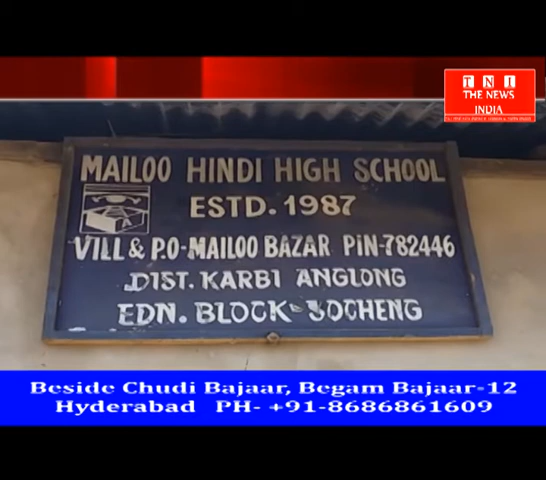 TNI
THE NEWS
INDIA
MAILOO HINDI HIGH SCHOOL
ESTD. 1987
VILL & P.O-MAILOO BAZAR PIN-782446
DIST. KARBI ANGLONG
EDN. BLOCK-SOCHENG
Beside Chudi Bajaar, Begam Bajaar-12
Hyderabad PH- +91-8686861609